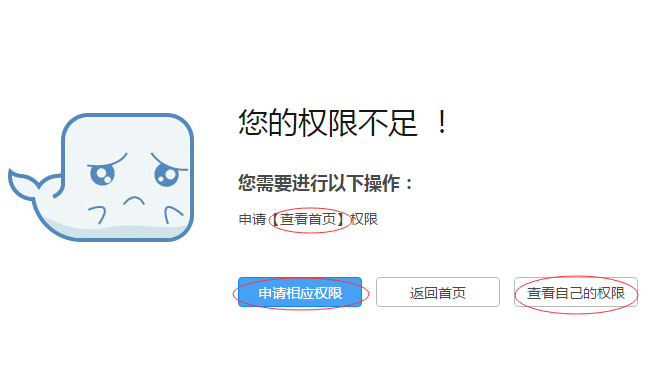 您的权限不足 ！
您需要进行以下操作：
申请【查看首页】权限
申请相应权限 返回首页 查看自己的权限